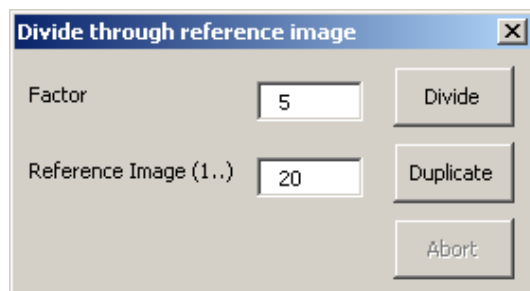 Divide through reference image
Factor 5 Divide
Reference Image (1..) 20 Duplicate
Abort